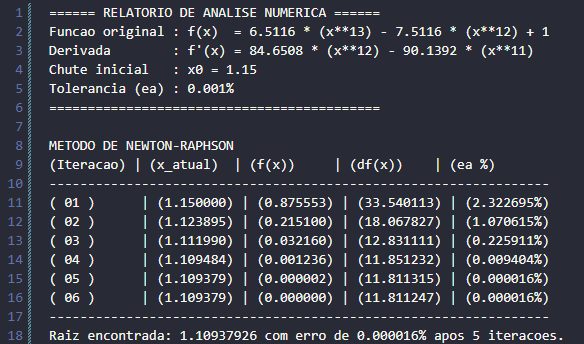 1 ====== RELATORIO DE ANALISE NUMERICA ======
2 Funcao original : f(x)  = 6.5116 * (x**13) - 7.5116 * (x**12) + 1
3 Derivada        : f'(x) = 84.6508 * (x**12) - 90.1392 * (x**11)
4 Chute inicial   : x0 = 1.15
5 Tolerancia (ea) : 0.001%
6 ==========================================
7
8 METODO DE NEWTON-RAPHSON
9 (Iteracao) | (x_atual)  | (f(x))     | (df(x))    | (ea %)
10 ----------------------------------------------------------------
11 ( 01 )      | (1.150000) | (0.875553) | (33.540113) | (2.322695%)
12 ( 02 )      | (1.123895) | (0.215100) | (18.067827) | (1.070615%)
13 ( 03 )      | (1.111990) | (0.032160) | (12.831111) | (0.225911%)
14 ( 04 )      | (1.109484) | (0.001236) | (11.851232) | (0.009404%)
15 ( 05 )      | (1.109379) | (0.000002) | (11.811315) | (0.000016%)
16 ( 06 )      | (1.109379) | (0.000000) | (11.811247) | (0.000016%)
17 ----------------------------------------------------------------
18 Raiz encontrada: 1.10937926 com erro de 0.000016% apos 5 iteracoes.